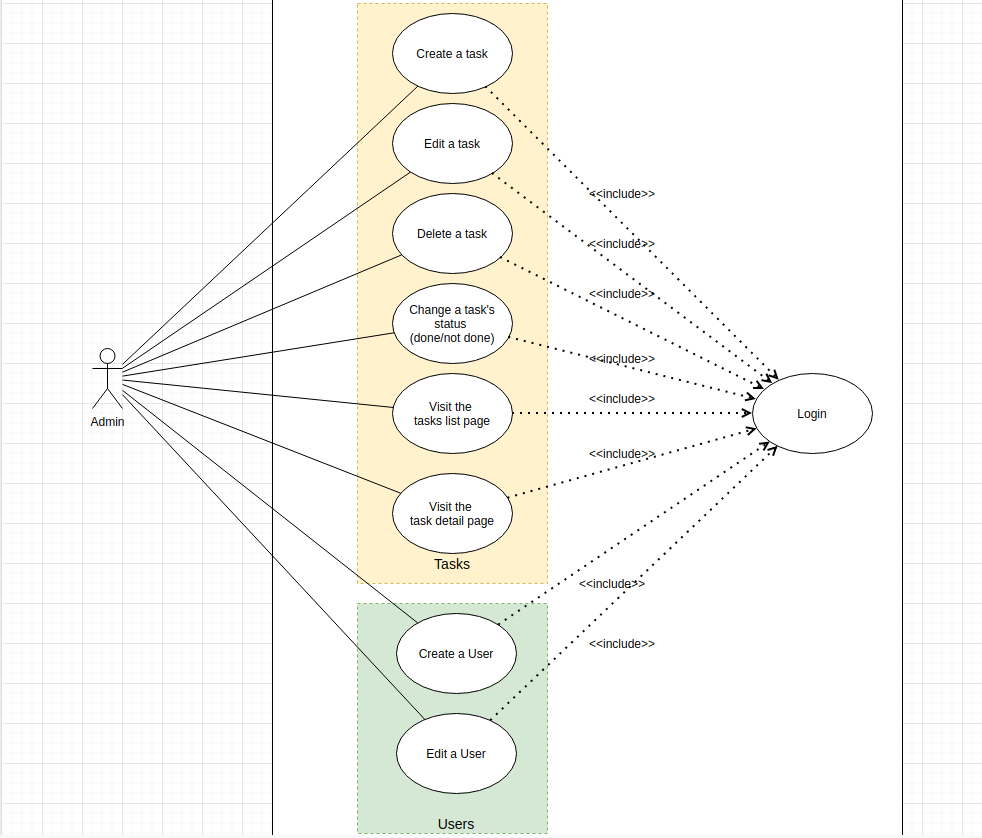 Create a task
Edit a task
Delete a task
Change a task's
status
(done/not done)
Visit the
tasks list page
Visit the
task detail page
Tasks
Create a User
Edit a User
Users
Admin
<<include>>
<<include>>
<<include>>
<<include>>
<<include>>
<<include>>
<<include>>
<<include>>
Login